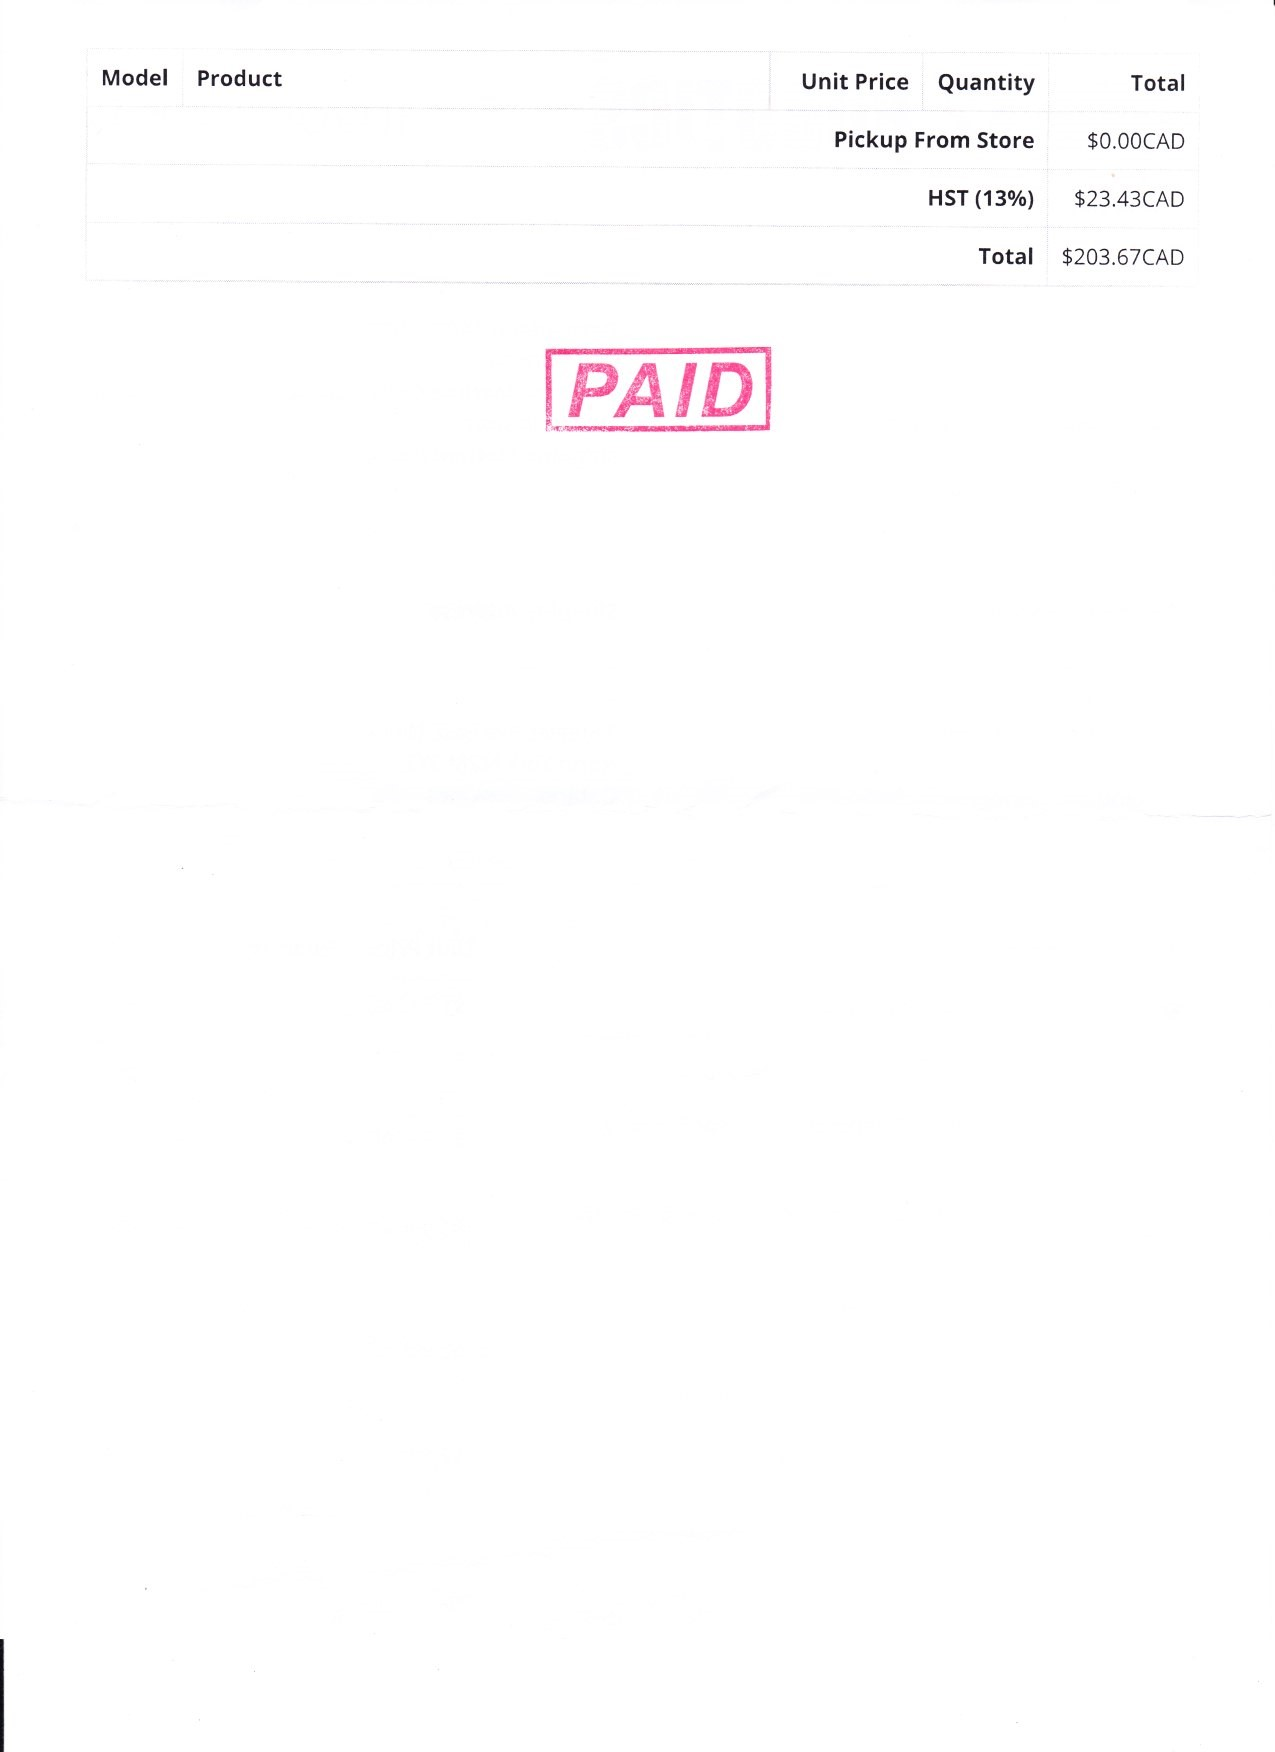 Model Product Unit Price Quantity Total
Pickup From Store $0.00CAD
HST (13%) $23.43CAD
Total $203.67CAD
PAID